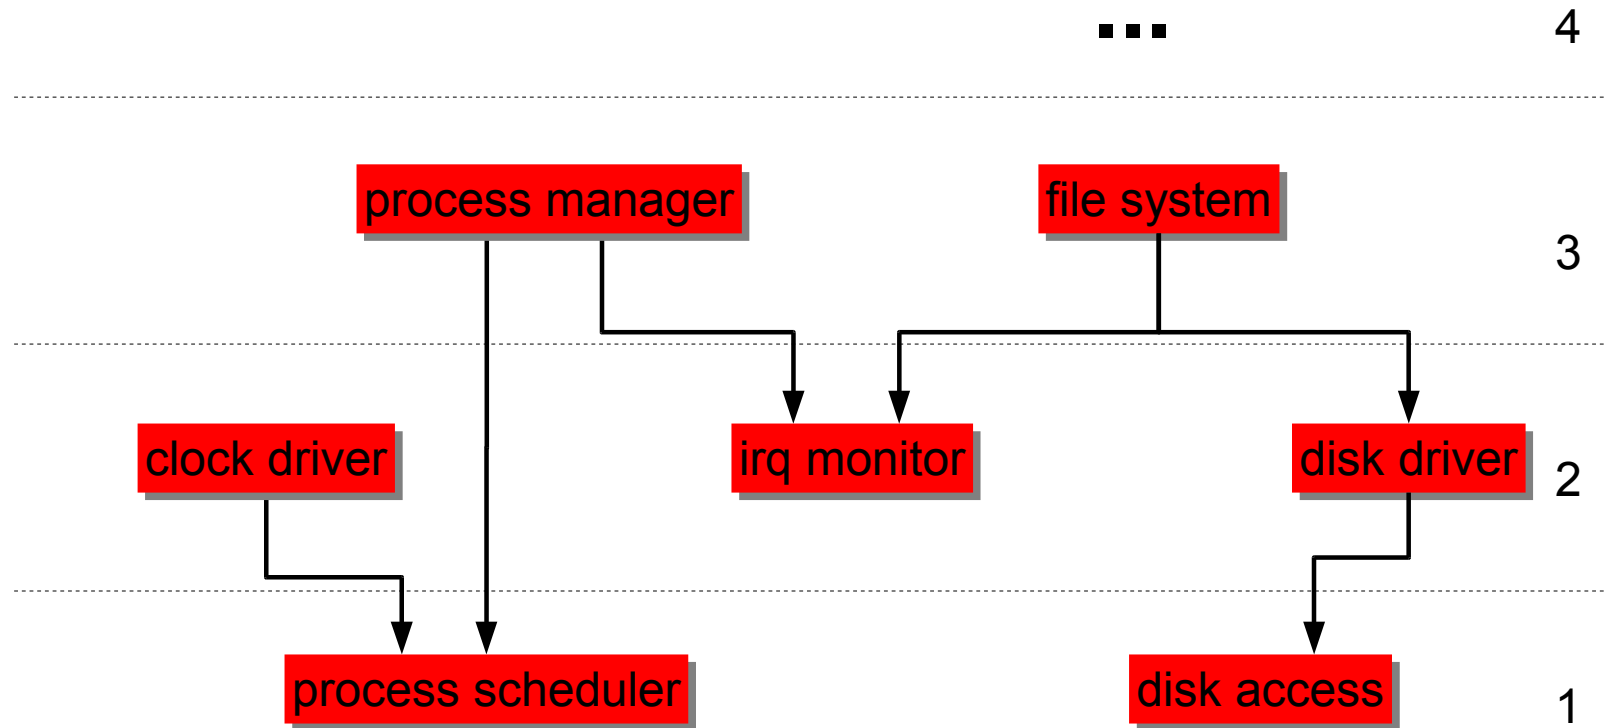 ... 4
process manager file system
3
clock driver irq monitor disk driver
2
process scheduler disk access
1